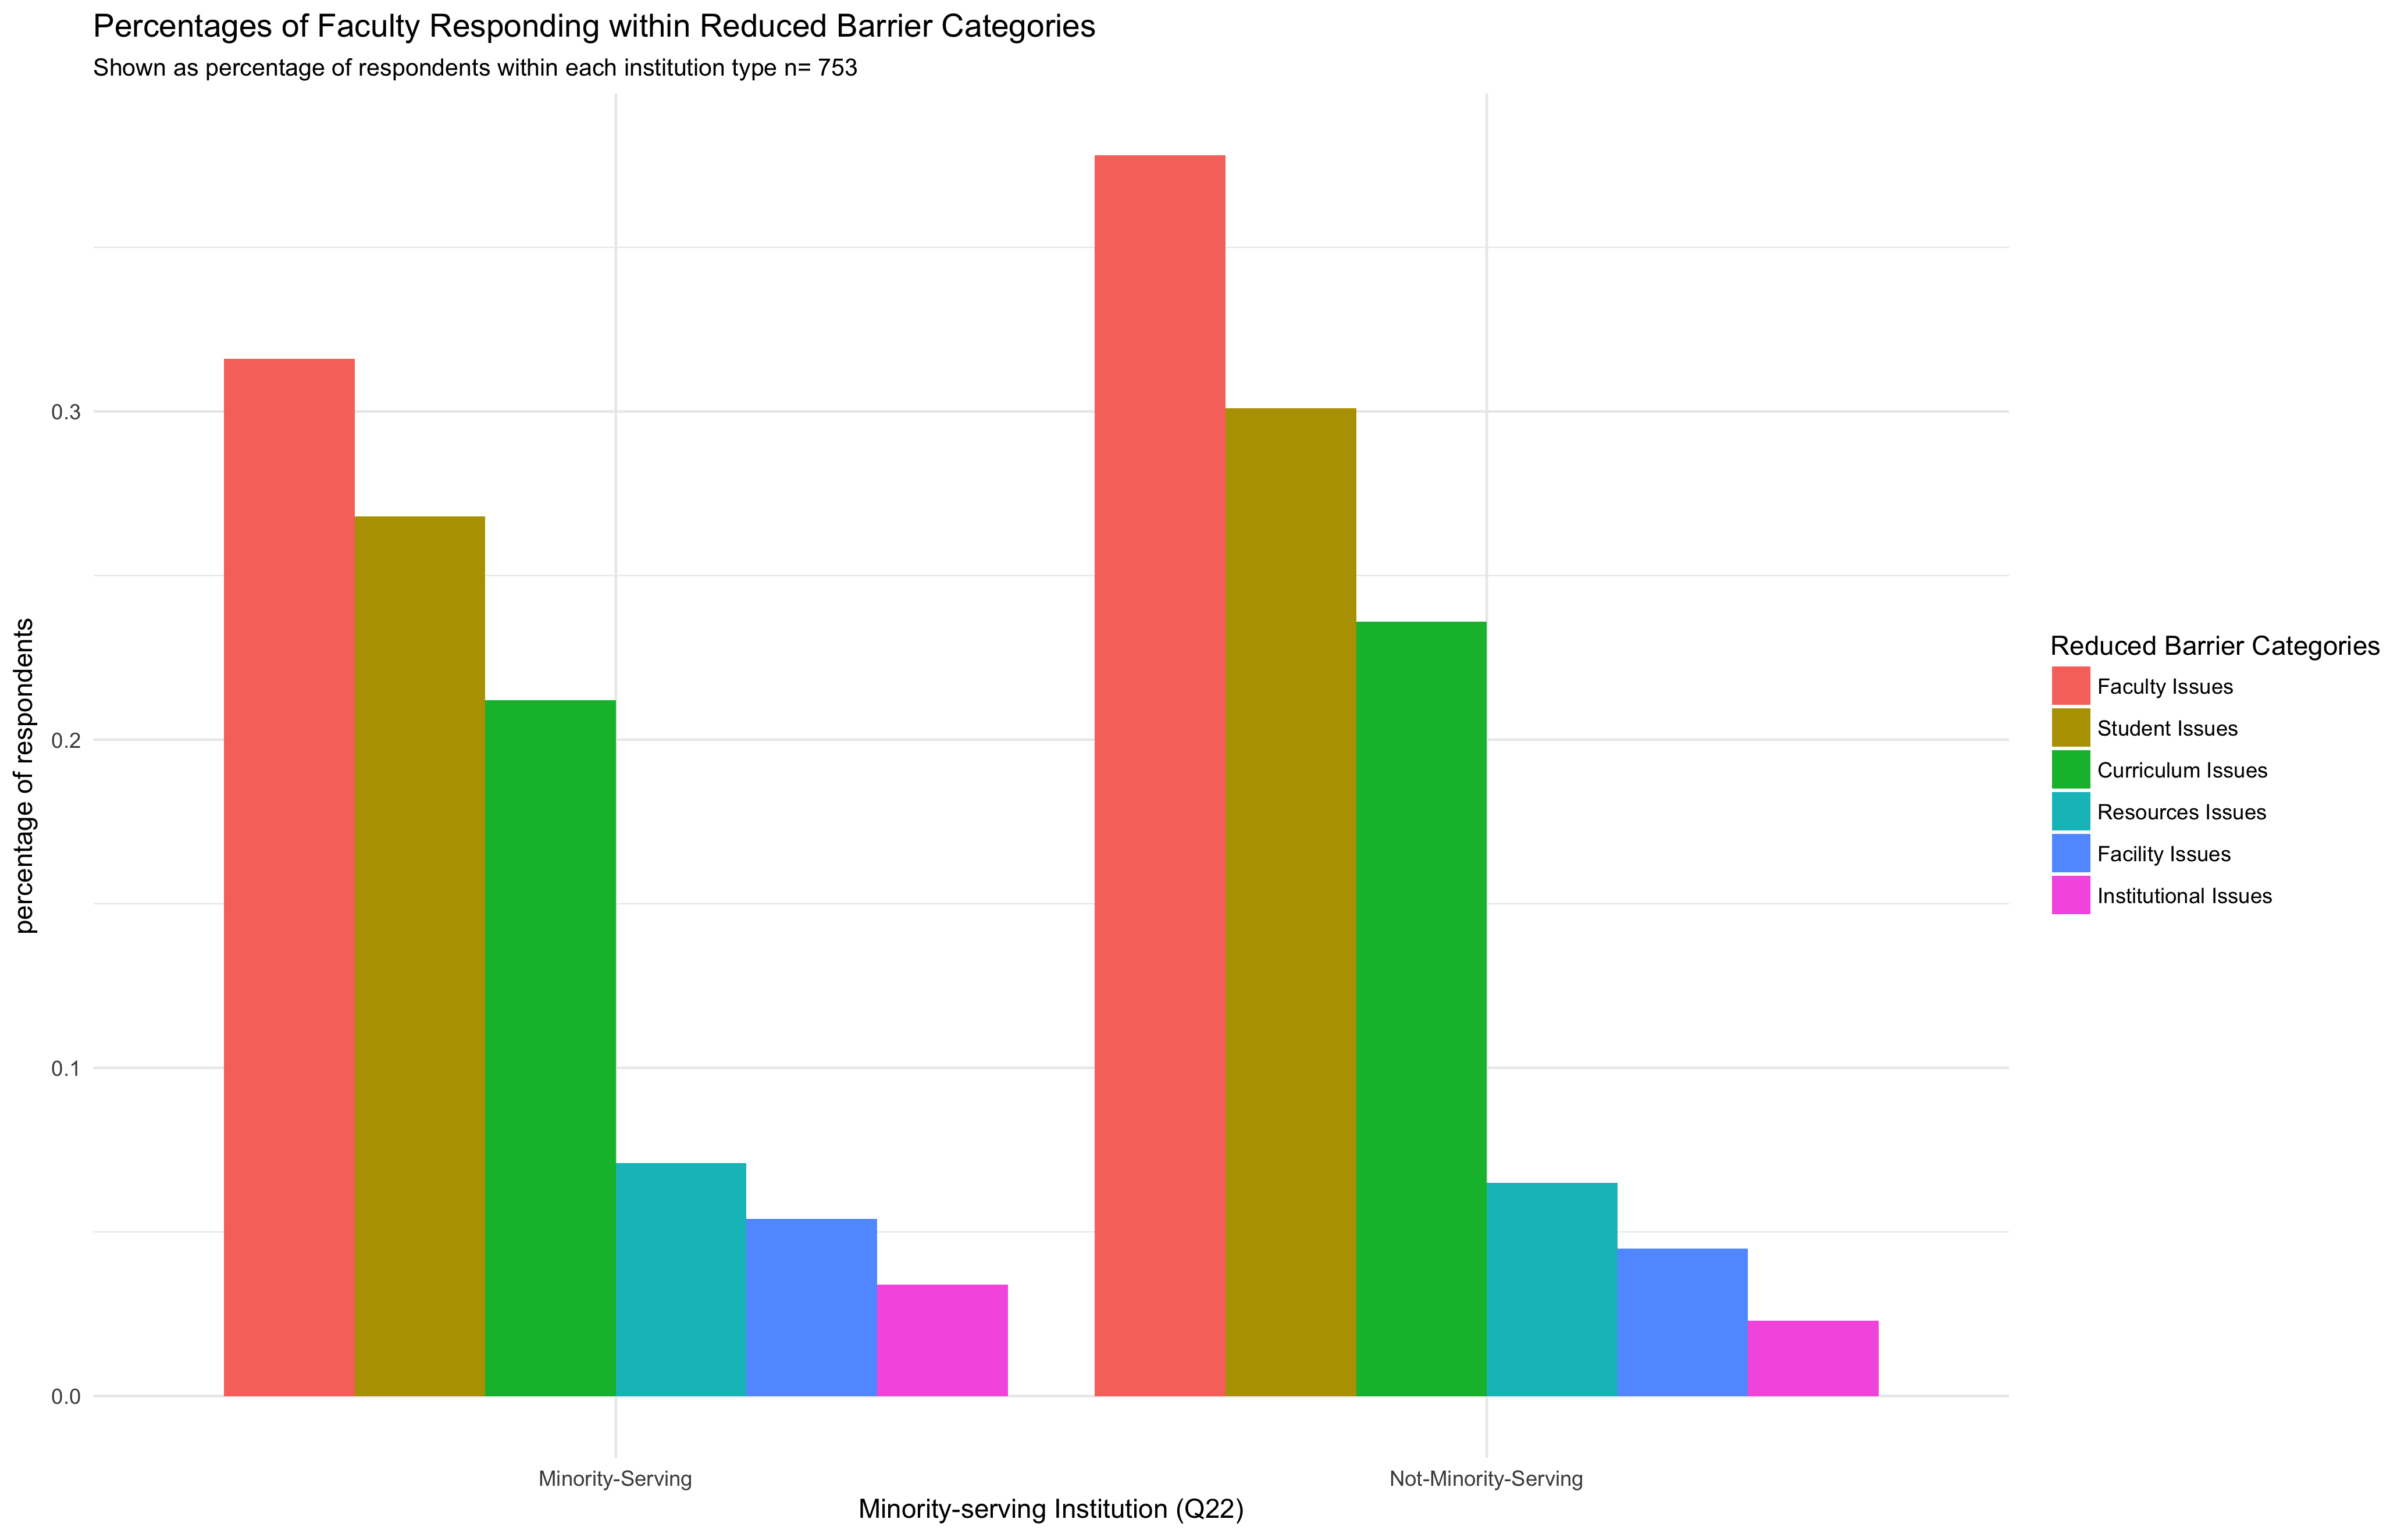 Percentages of Faculty Responding within Reduced Barrier Categories
Shown as percentage of respondents within each institution type n= 753
percentage of respondents
0.3
0.2
0.1
0.0
Minority-Serving
Not-Minority-Serving
Minority-serving Institution (Q22)
Reduced Barrier Categories
Faculty Issues
Student Issues
Curriculum Issues
Resources Issues
Facility Issues
Institutional Issues